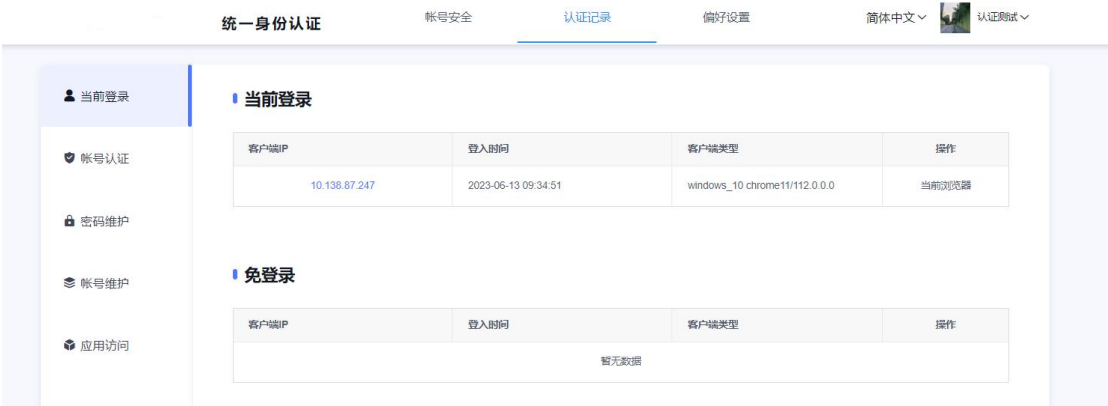 统一身份认证 帐号安全 认证记录 偏好设置 简体中文 认证测试
当前登录
帐号认证
密码维护
帐号维护
应用访问
当前登录
客户端IP 登入时间 客户端类型 操作
10.138.87.247 2023-06-13 09:34:51 windows_10 chrome11/112.0.0.0 当前浏览器
免登录
客户端IP 登入时间 客户端类型 操作
暂无数据